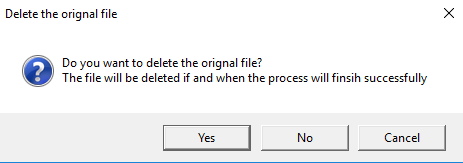 Delete the orignal file
Do you want to delete the orignal file?
The file will be deleted if and when the process will finsih successfully
Yes No Cancel